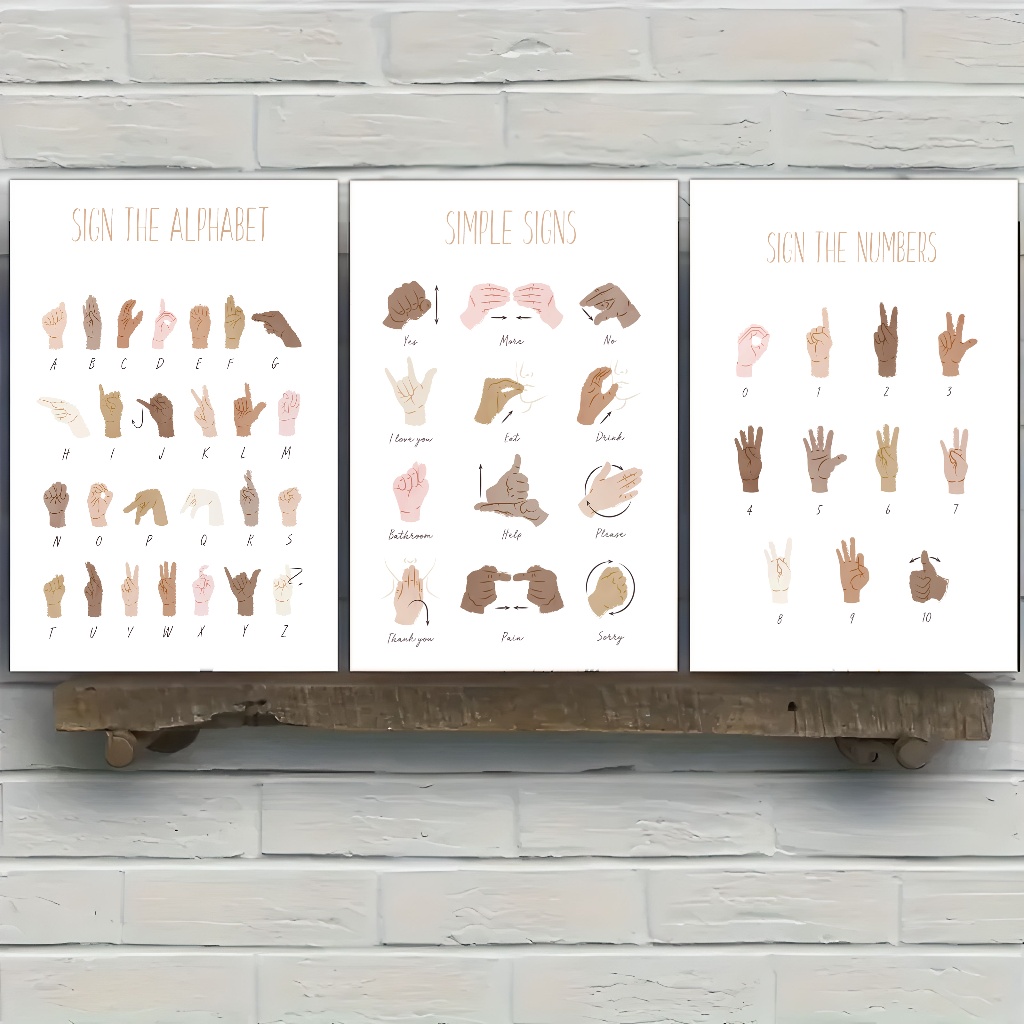 SIGN THE ALPHABET
A B C D E F G
H I J K L M
N O P Q R S
T U V W X Y Z
SIMPLE SIGNS
Yes More No
I love you Eat Drink
Bathroom Help Please
Thank you Pain Sorry
SIGN THE NUMBERS
0 1 2 3
4 5 6 7
8 9 10